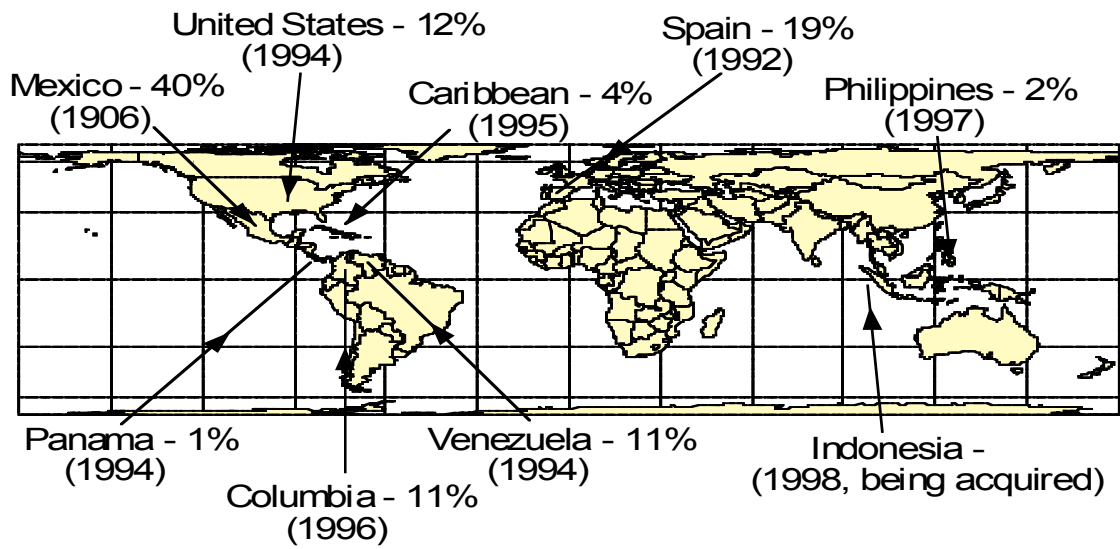 United States - 12%
(1994)
Spain - 19%
(1992)
Mexico - 40%
(1906)
Caribbean - 4%
(1995)
Philippines - 2%
(1997)
Panama - 1%
(1994)
Venezuela - 11%
(1994)
Indonesia -
(1998, being acquired)
Columbia - 11%
(1996)